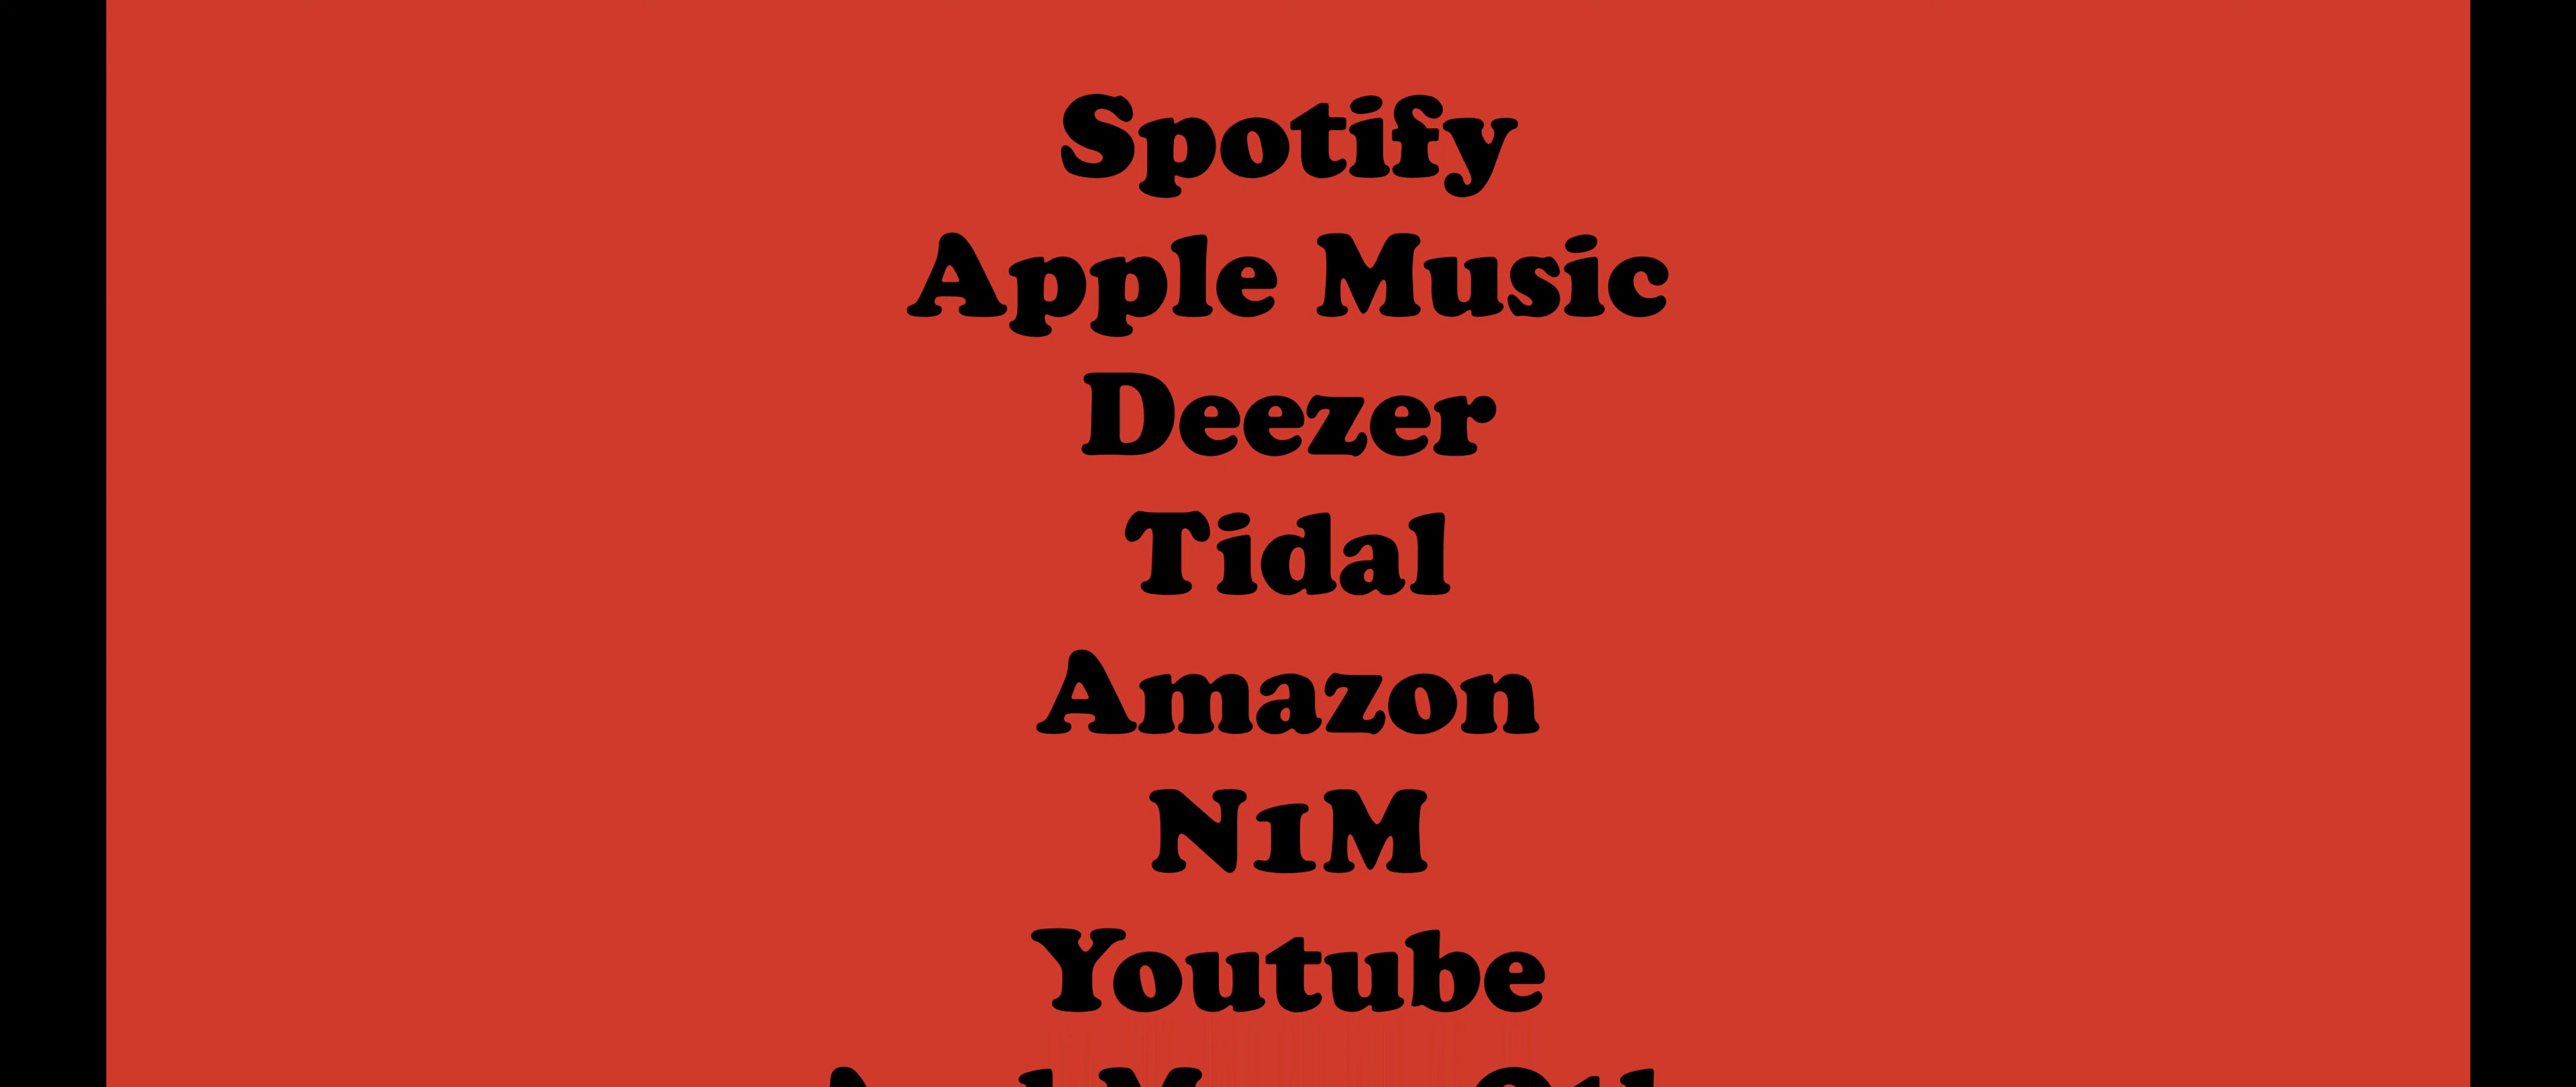 Spotify
Apple Music
Deezer
Tidal
Amazon
N1M
Youtube